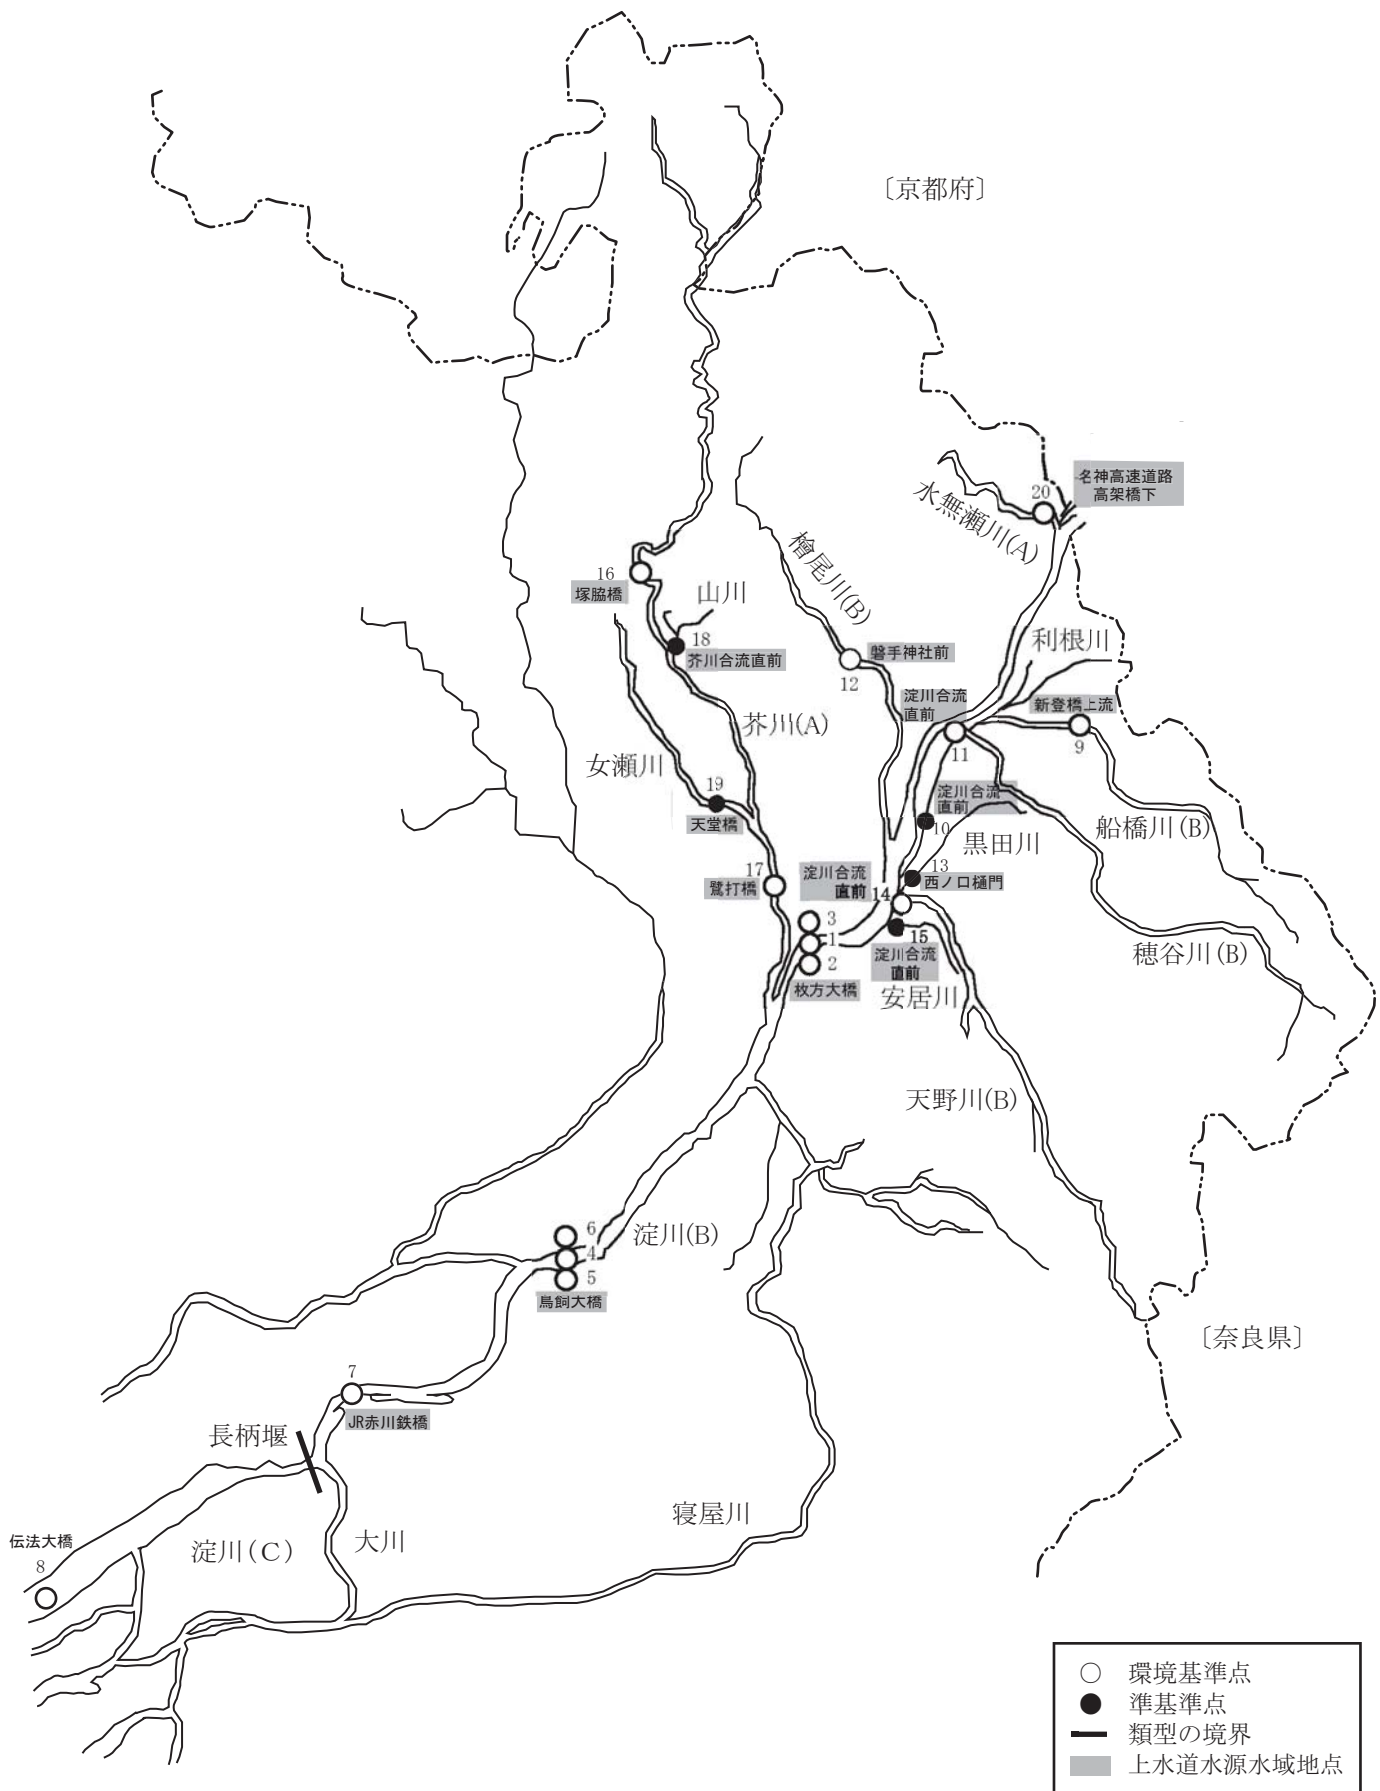 〔京都府〕
名神高速道路
高架橋下
20
水無瀬川(A)
檜尾川(B)
16
塚脇橋
山川
18
芥川合流直前
利根川
磐手神社前
12
淀川合流
直前
11
新登橋上流
9
芥川(A)
女瀬川
19
天堂橋
淀川合流
直前
10
黒田川
船橋川(B)
13
西ノ口樋門
17
鷺打橋
淀川合流
直前
14
3
1
2
枚方大橋
15
淀川合流
直前
安居川
穂谷川(B)
天野川(B)
淀川(B)
6
4
5
鳥飼大橋
〔奈良県〕
7
JR赤川鉄橋
長柄堰
寝屋川
大川
淀川(C)
伝法大橋
8
○ 環境基準点
● 準基準点
類型の境界
上水道水源水域地点